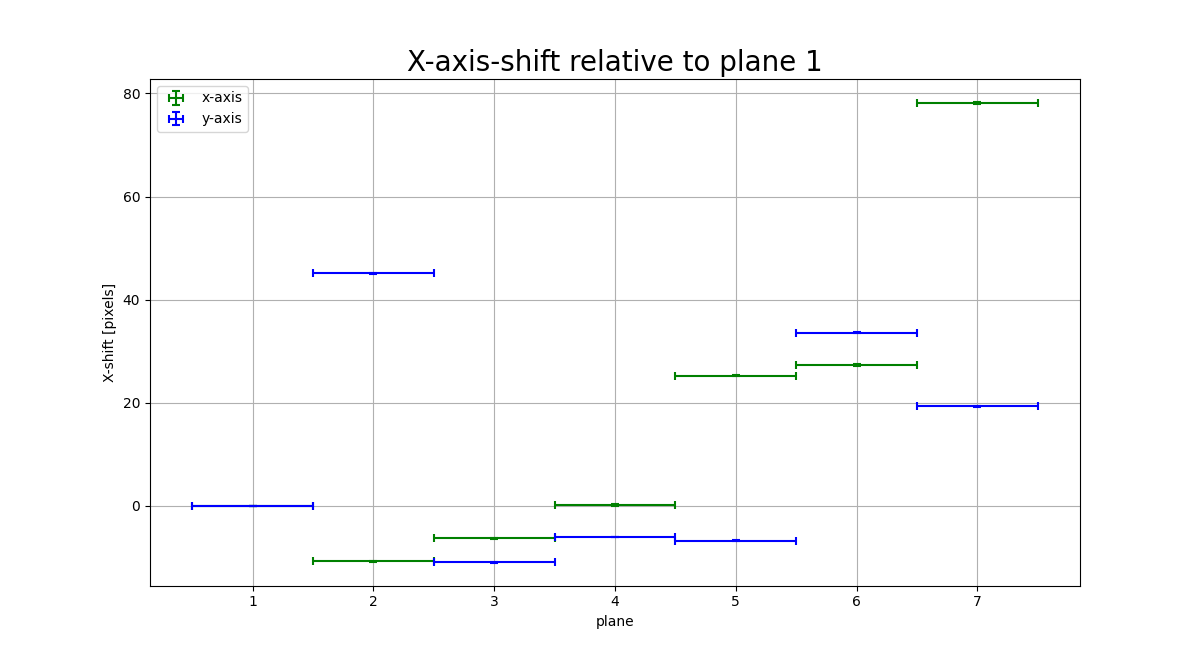 X-axis-shift relative to plane 1
x-axis
y-axis
80
60
40
20
0
X-shift [pixels]
1 2 3 4 5 6 7
plane